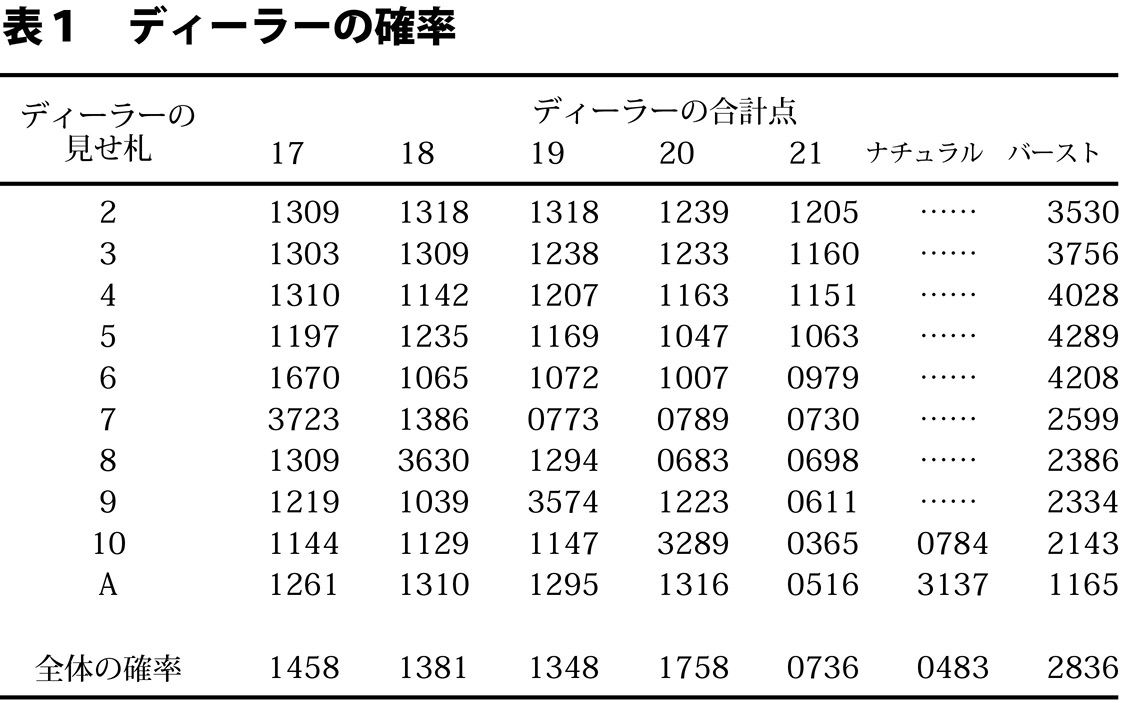 表1 ディーラーの確率
ディーラーの合計点
ディーラーの
見せ札 17 18 19 20 21 ナチュラル バースト
2 1309 1318 1318 1239 1205 …… 3530
3 1303 1309 1238 1233 1160 …… 3756
4 1310 1142 1207 1163 1151 …… 4028
5 1197 1235 1169 1047 1063 …… 4289
6 1670 1065 1072 1007 0979 …… 4208
7 3723 1386 0773 0789 0730 …… 2599
8 1309 3630 1294 0683 0698 …… 2386
9 1219 1039 3574 1223 0611 …… 2334
10 1144 1129 1147 3289 0365 0784 2143
A 1261 1310 1295 1316 0516 3137 1165
全体の確率 1458 1381 1348 1758 0736 0483 2836